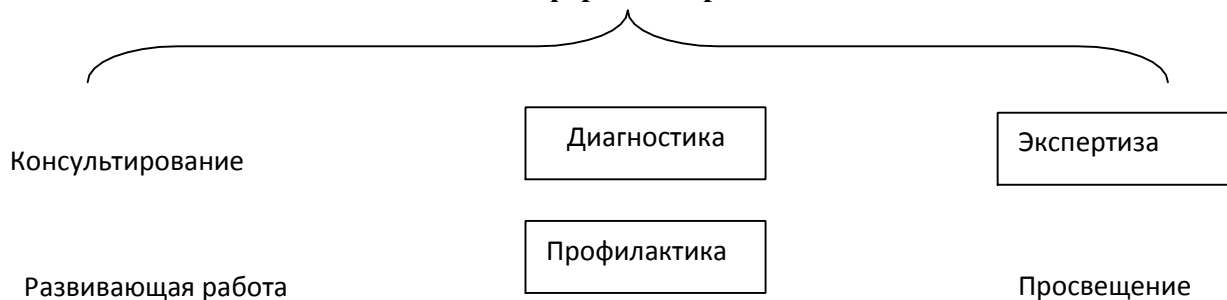 Консультирование
Диагностика
Экспертиза
Развивающая работа
Профилактика
Просвещение